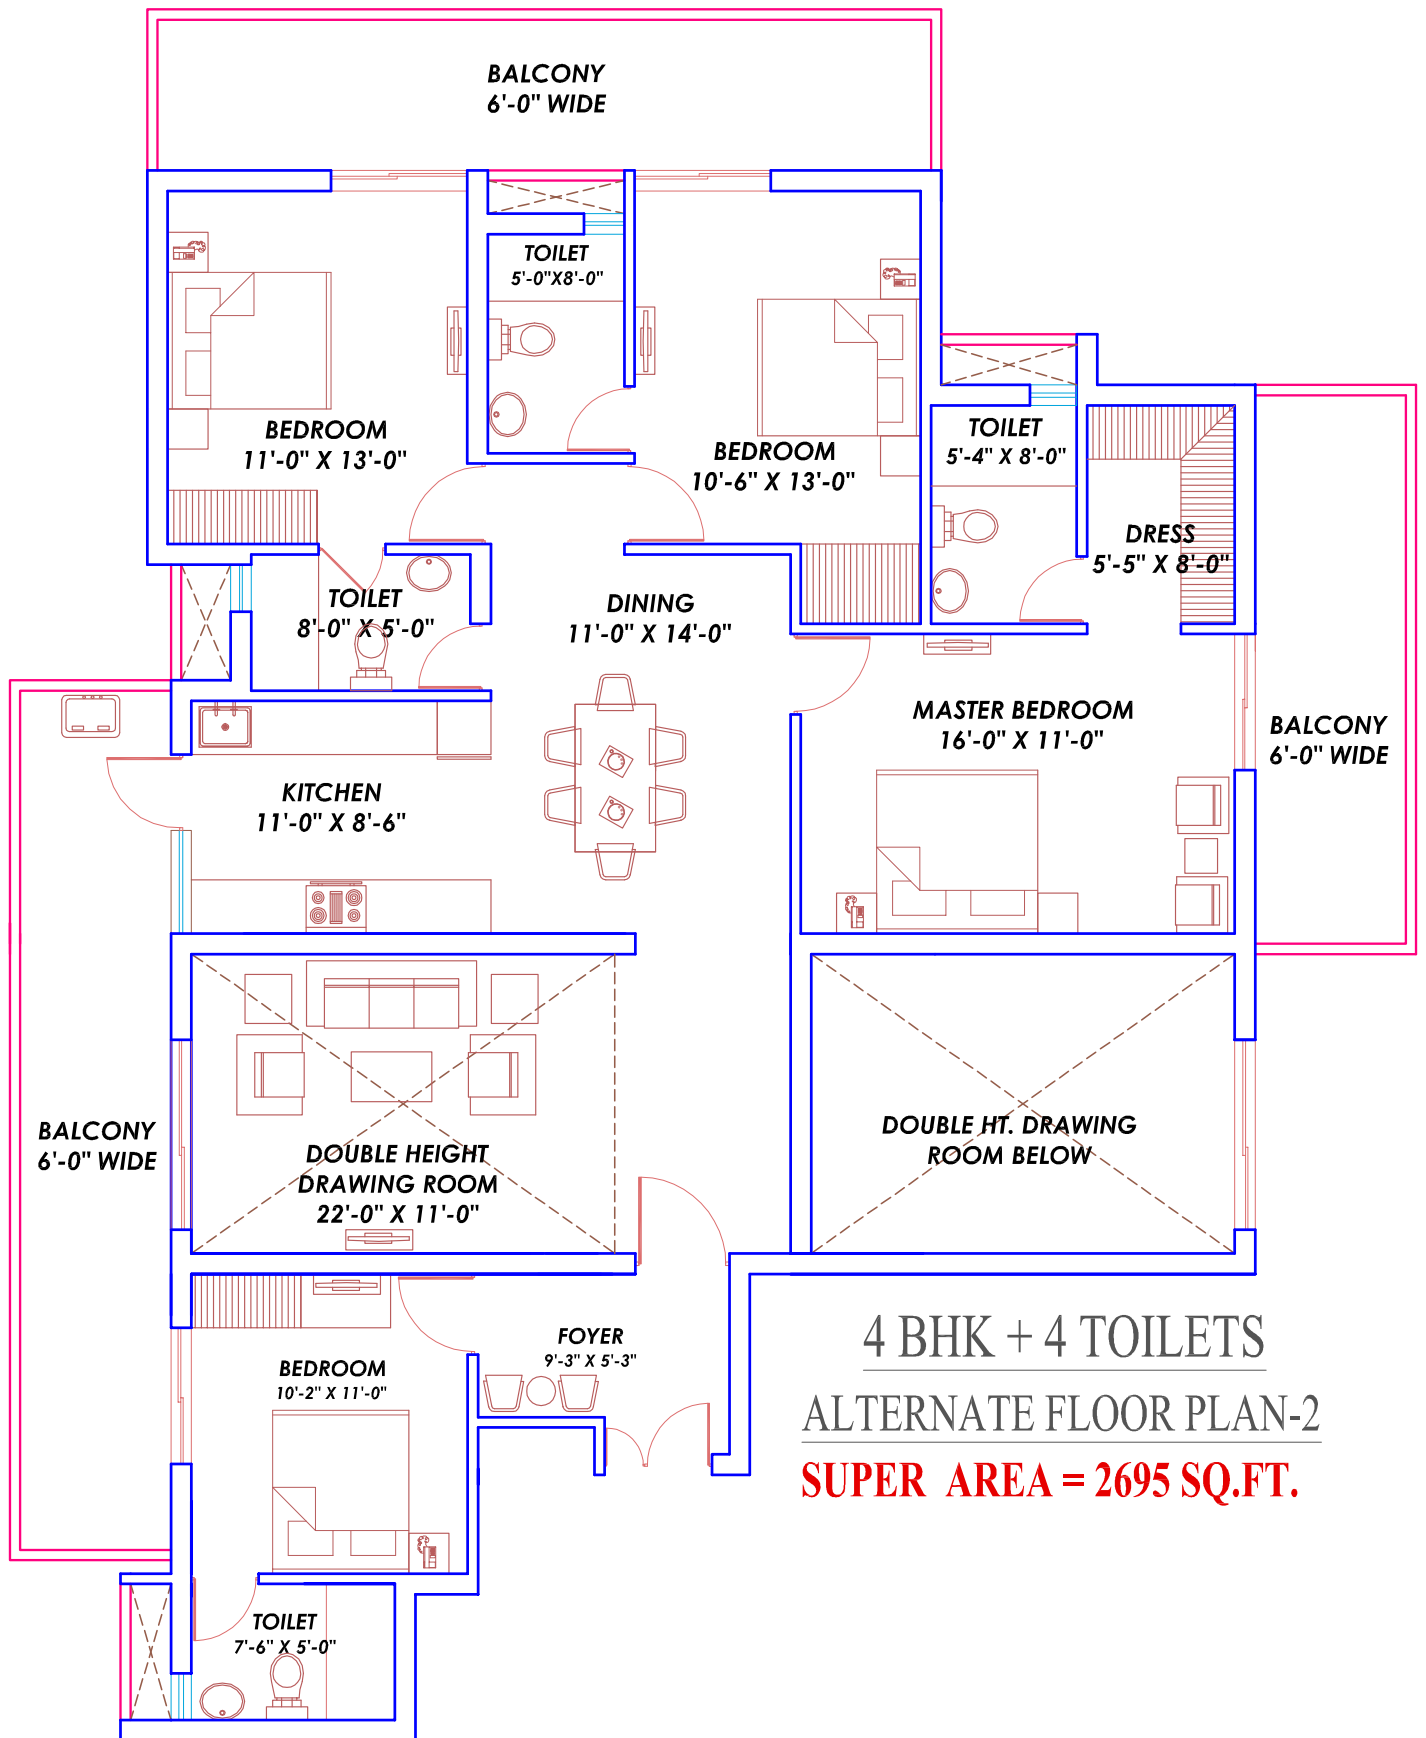 BALCONY
6'-0" WIDE
TOILET
5'-0"X8'-0"
BEDROOM
11'-0" X 13'-0"
BEDROOM
10'-6" X 13'-0"
TOILET
5'-4" X 8'-0"
DRESS
5'-5" X 8'-0"
TOILET
8'-0" X 5'-0"
DINING
11'-0" X 14'-0"
MASTER BEDROOM
16'-0" X 11'-0"
BALCONY
6'-0" WIDE
KITCHEN
11'-0" X 8'-6"
BALCONY
6'-0" WIDE
DOUBLE HEIGHT
DRAWING ROOM
22'-0" X 11'-0"
DOUBLE HT. DRAWING
ROOM BELOW
FOYER
9'-3" X 5'-3"
BEDROOM
10'-2" X 11'-0"
4 BHK + 4 TOILETS
ALTERNATE FLOOR PLAN-2
SUPER AREA = 2695 SQ.FT.
TOILET
7'-6" X 5'-0"